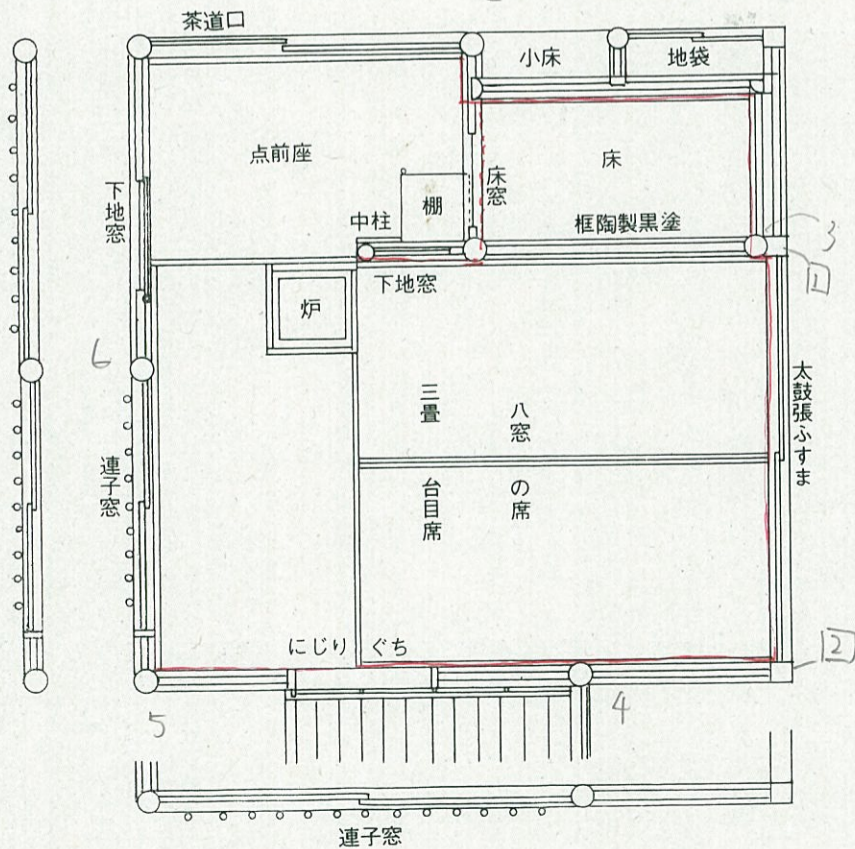 茶道口
小床
地袋
点前座
床
床窓
棚
中柱
框陶製黒塗
3
1
下地窓
下地窓
炉
6
太鼓張ふすま
八窓の席
三畳台目席
連子窓
にじりぐち
2
5
4
連子窓